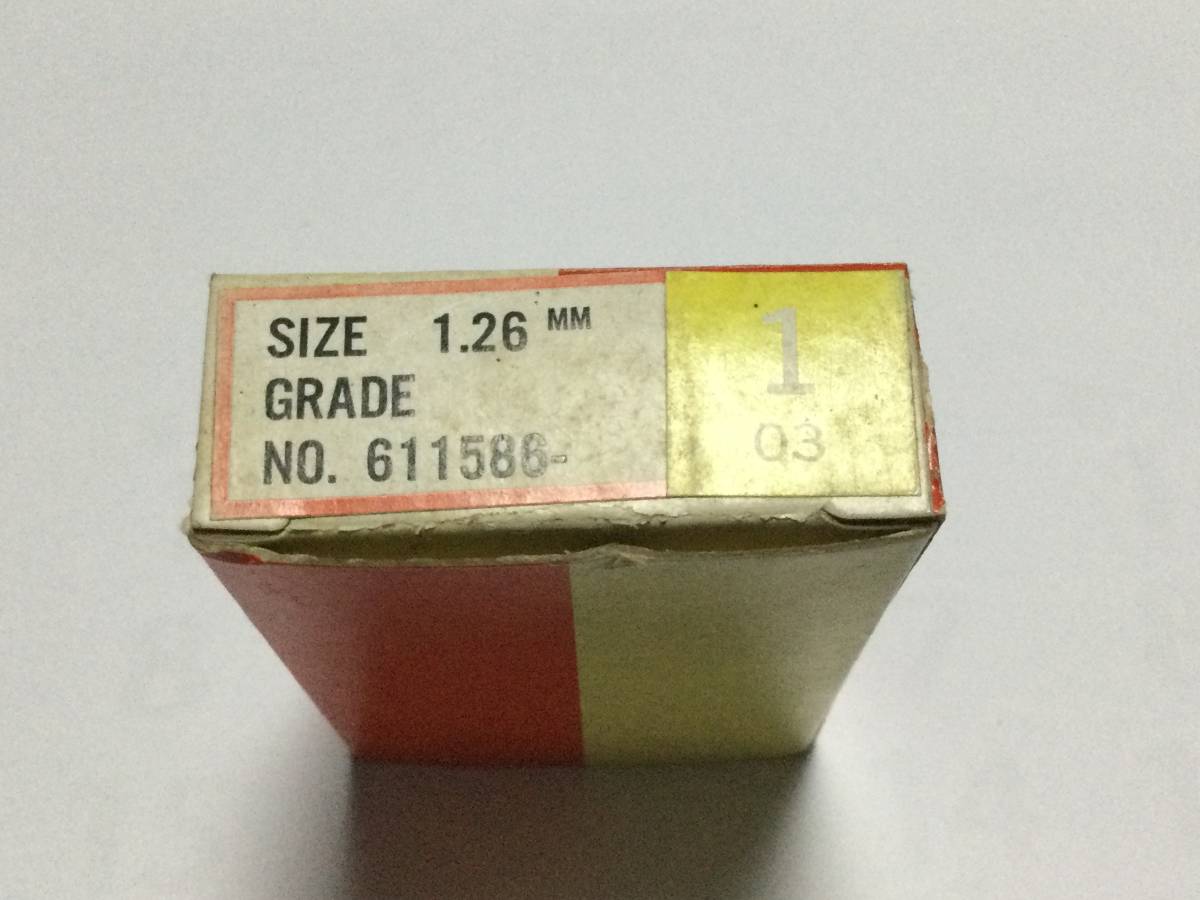 SIZE 1.26 MM
GRADE
NO. 611586-
1
03